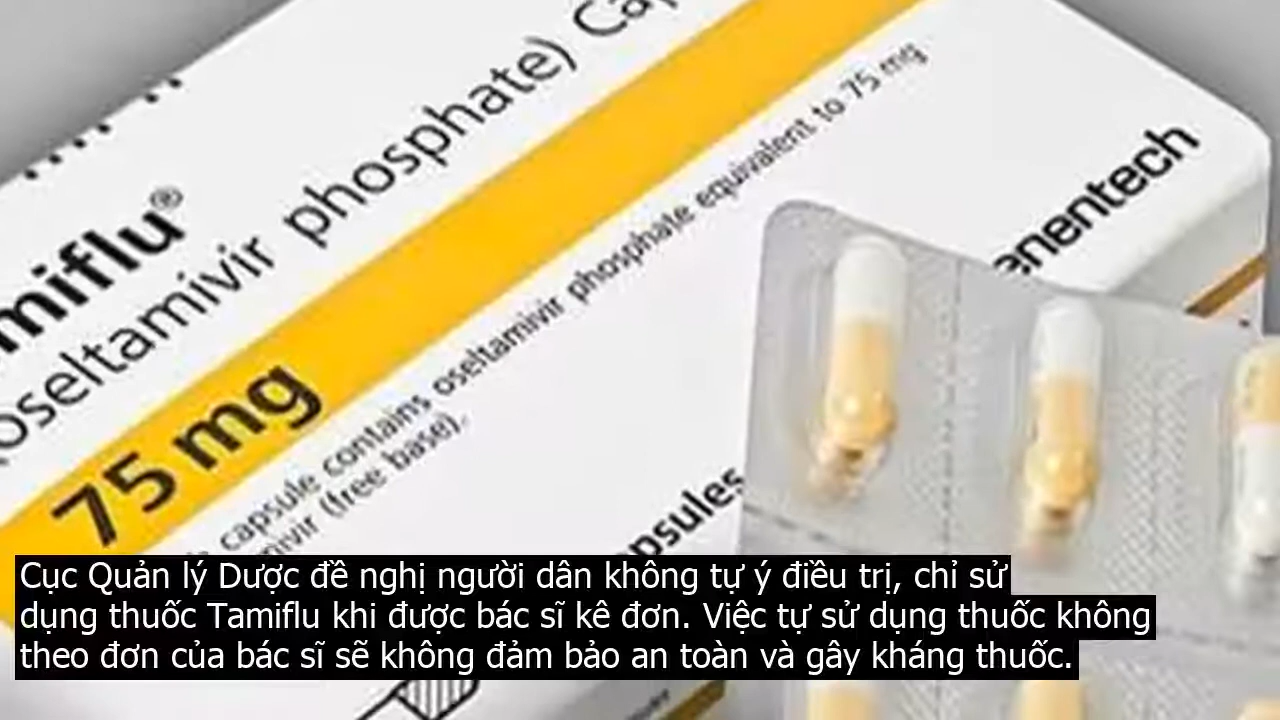 miflu®
oseltamivir phosphate) Ca
75 mg
capsule contains oseltamivir phosphate equivalent to 75 mg
(free base).
enentech
psules
Cục Quản lý Dược đề nghị người dân không tự ý điều trị, chỉ sử
dụng thuốc Tamiflu khi được bác sĩ kê đơn. Việc tự sử dụng thuốc không
theo đơn của bác sĩ sẽ không đảm bảo an toàn và gây kháng thuốc.